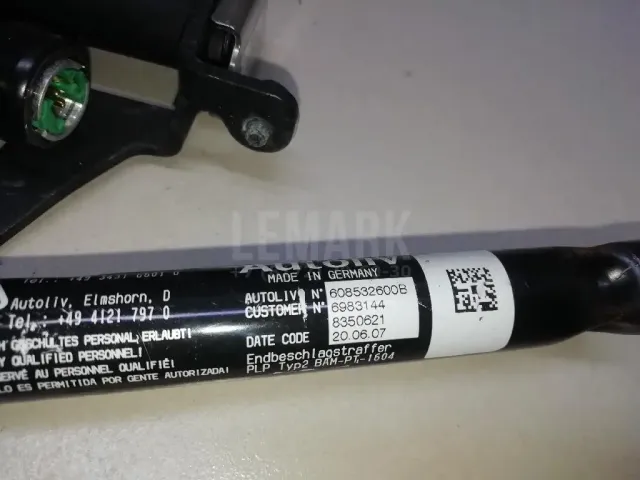 LEMARK
Autoliv
MADE IN GERMANY
Autoliv, Elmshorn, D
Tel.: +49 4121 797 0
AUTOLIV N° 608532600B
CUSTOMER N° 6983144
8350621
DATE CODE 20.06.07
GESCHULTES PERSONAL ERLAUBT!
QUALIFIED PERSONNEL!
SERVÉ AU PERSONNEL QUALIFIÉ!
LO ES PERMITIDA POR GENTE AUTORIZADA!
Endbeschlagstraffer
PLP Typ2 BAM-PT-1604